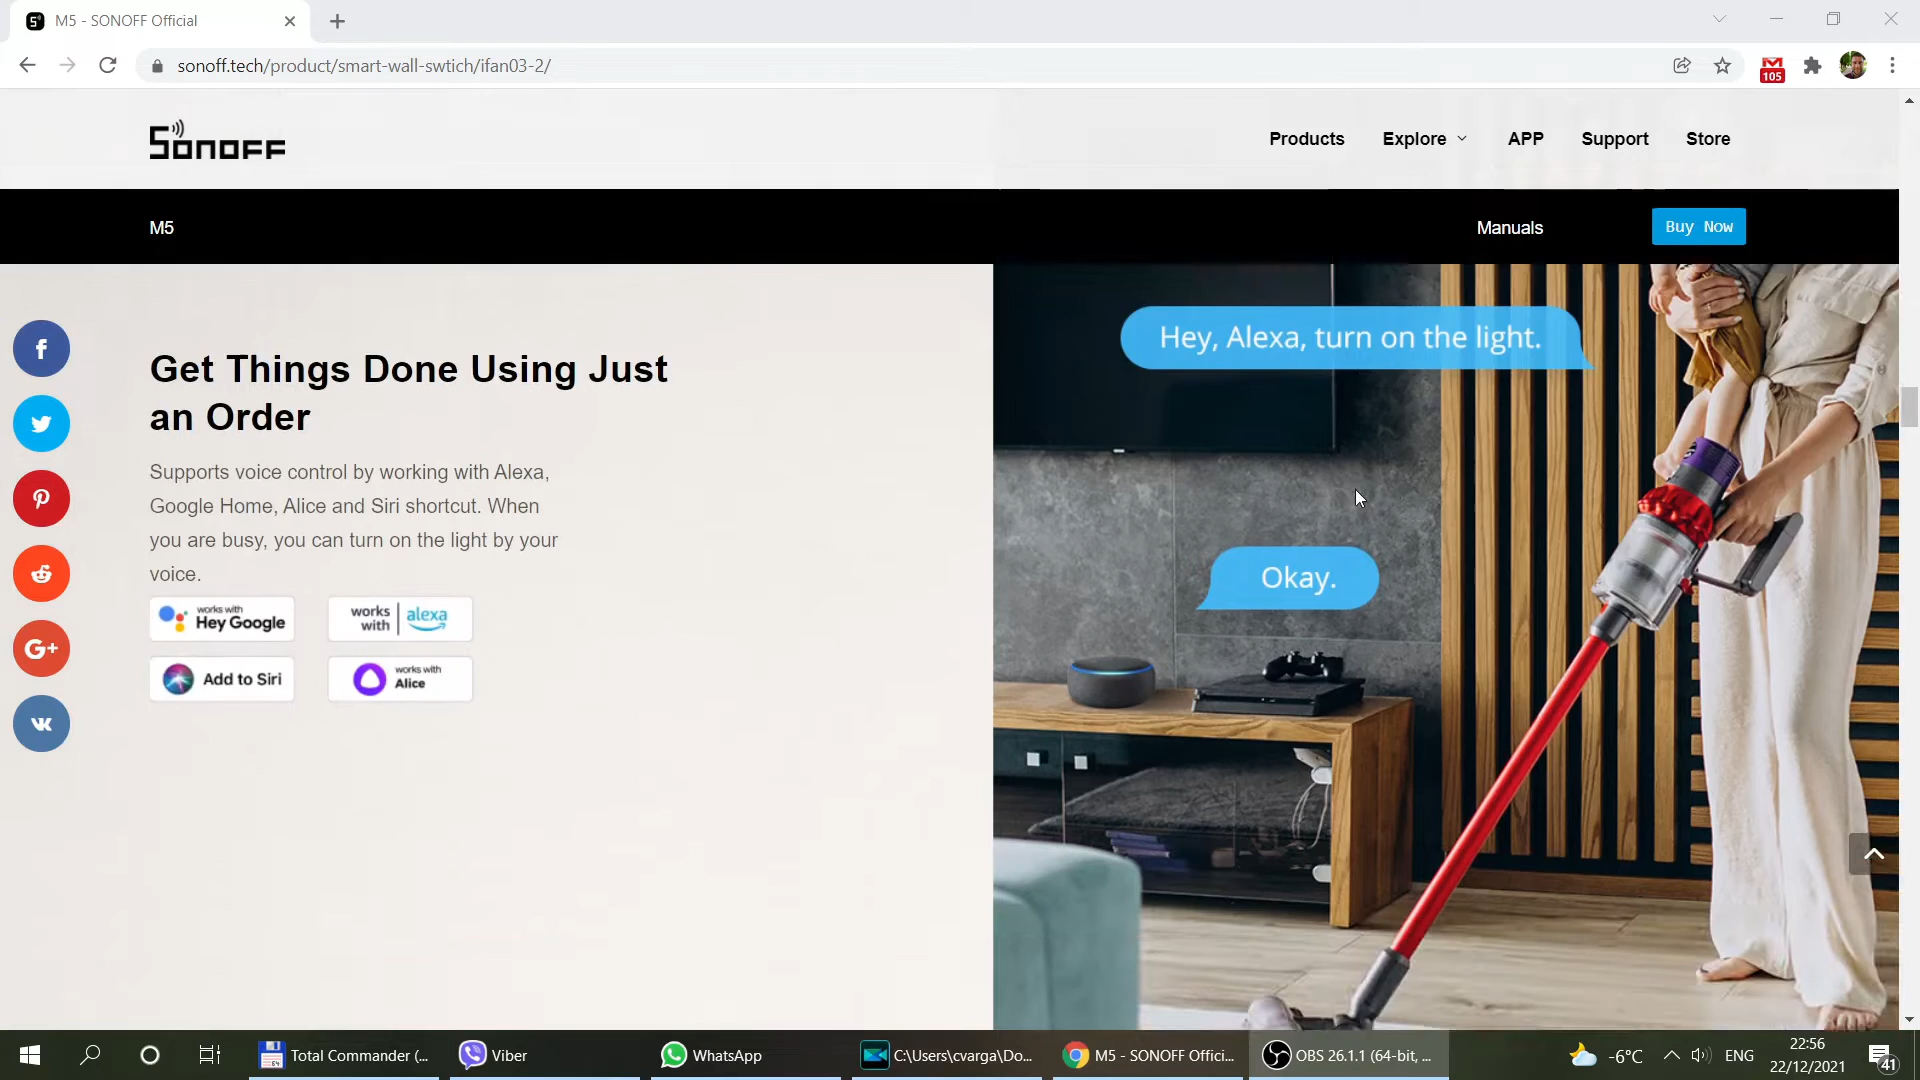 M5 - SONOFF Official
sonoff.tech/product/smart-wall-swtich/ifan03-2/
105
SONOFF
Products
Explore
APP
Support
Store
M5
Manuals
Buy Now
Hey, Alexa, turn on the light.
Get Things Done Using Just
an Order
Supports voice control by working with Alexa,
Google Home, Alice and Siri shortcut. When
you are busy, you can turn on the light by your
voice.
Okay.
works with
Hey Google
works
with
alexa
Add to Siri
works with
Alice
f
G+
Total Commander (...
Viber
WhatsApp
C:\Users\cvarga\Do...
M5 - SONOFF Offici...
OBS 26.1.1 (64-bit, ...
-6°C
ENG
22:56
22/12/2021
41